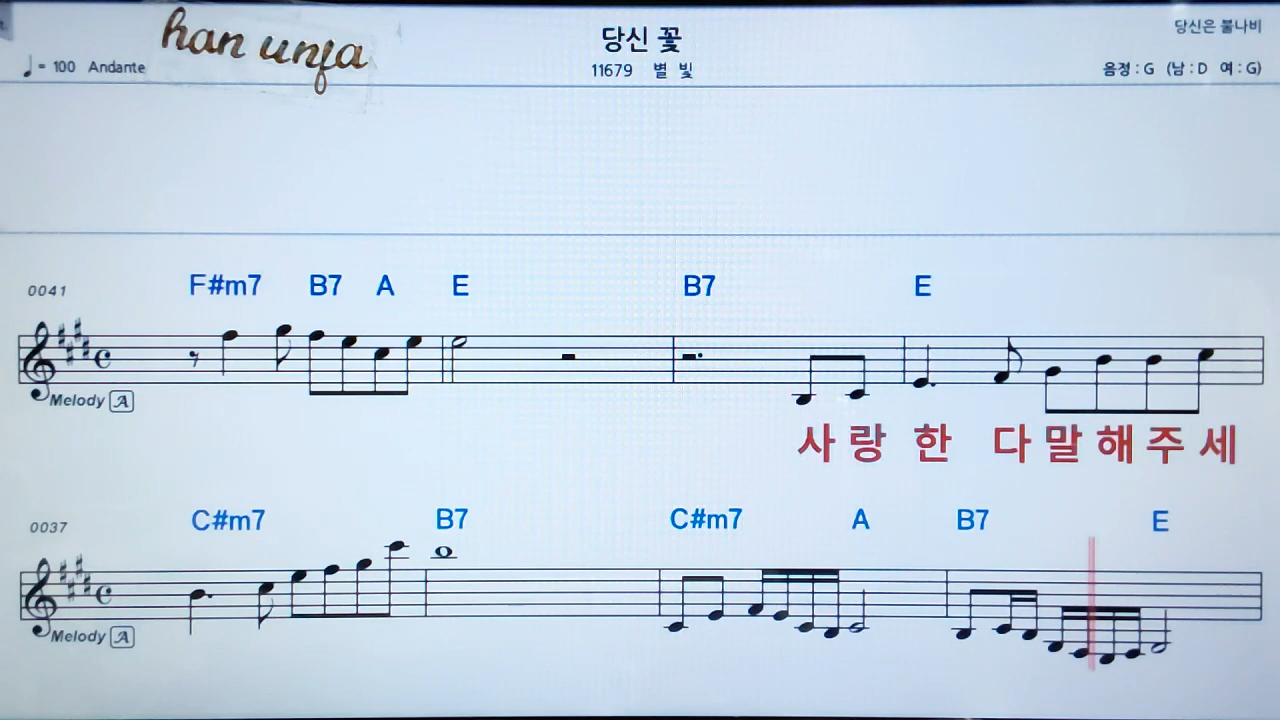 han unja
당신 꽃
당신은 불나비
♩= 100 Andante
11679 별 빛
음정 : G (남 : D 여 : G)
0041 F#m7 B7 A E B7 E
Melody A
사 랑 한 다 말 해 주 세
0037 C#m7 B7 C#m7 A B7 E
Melody A